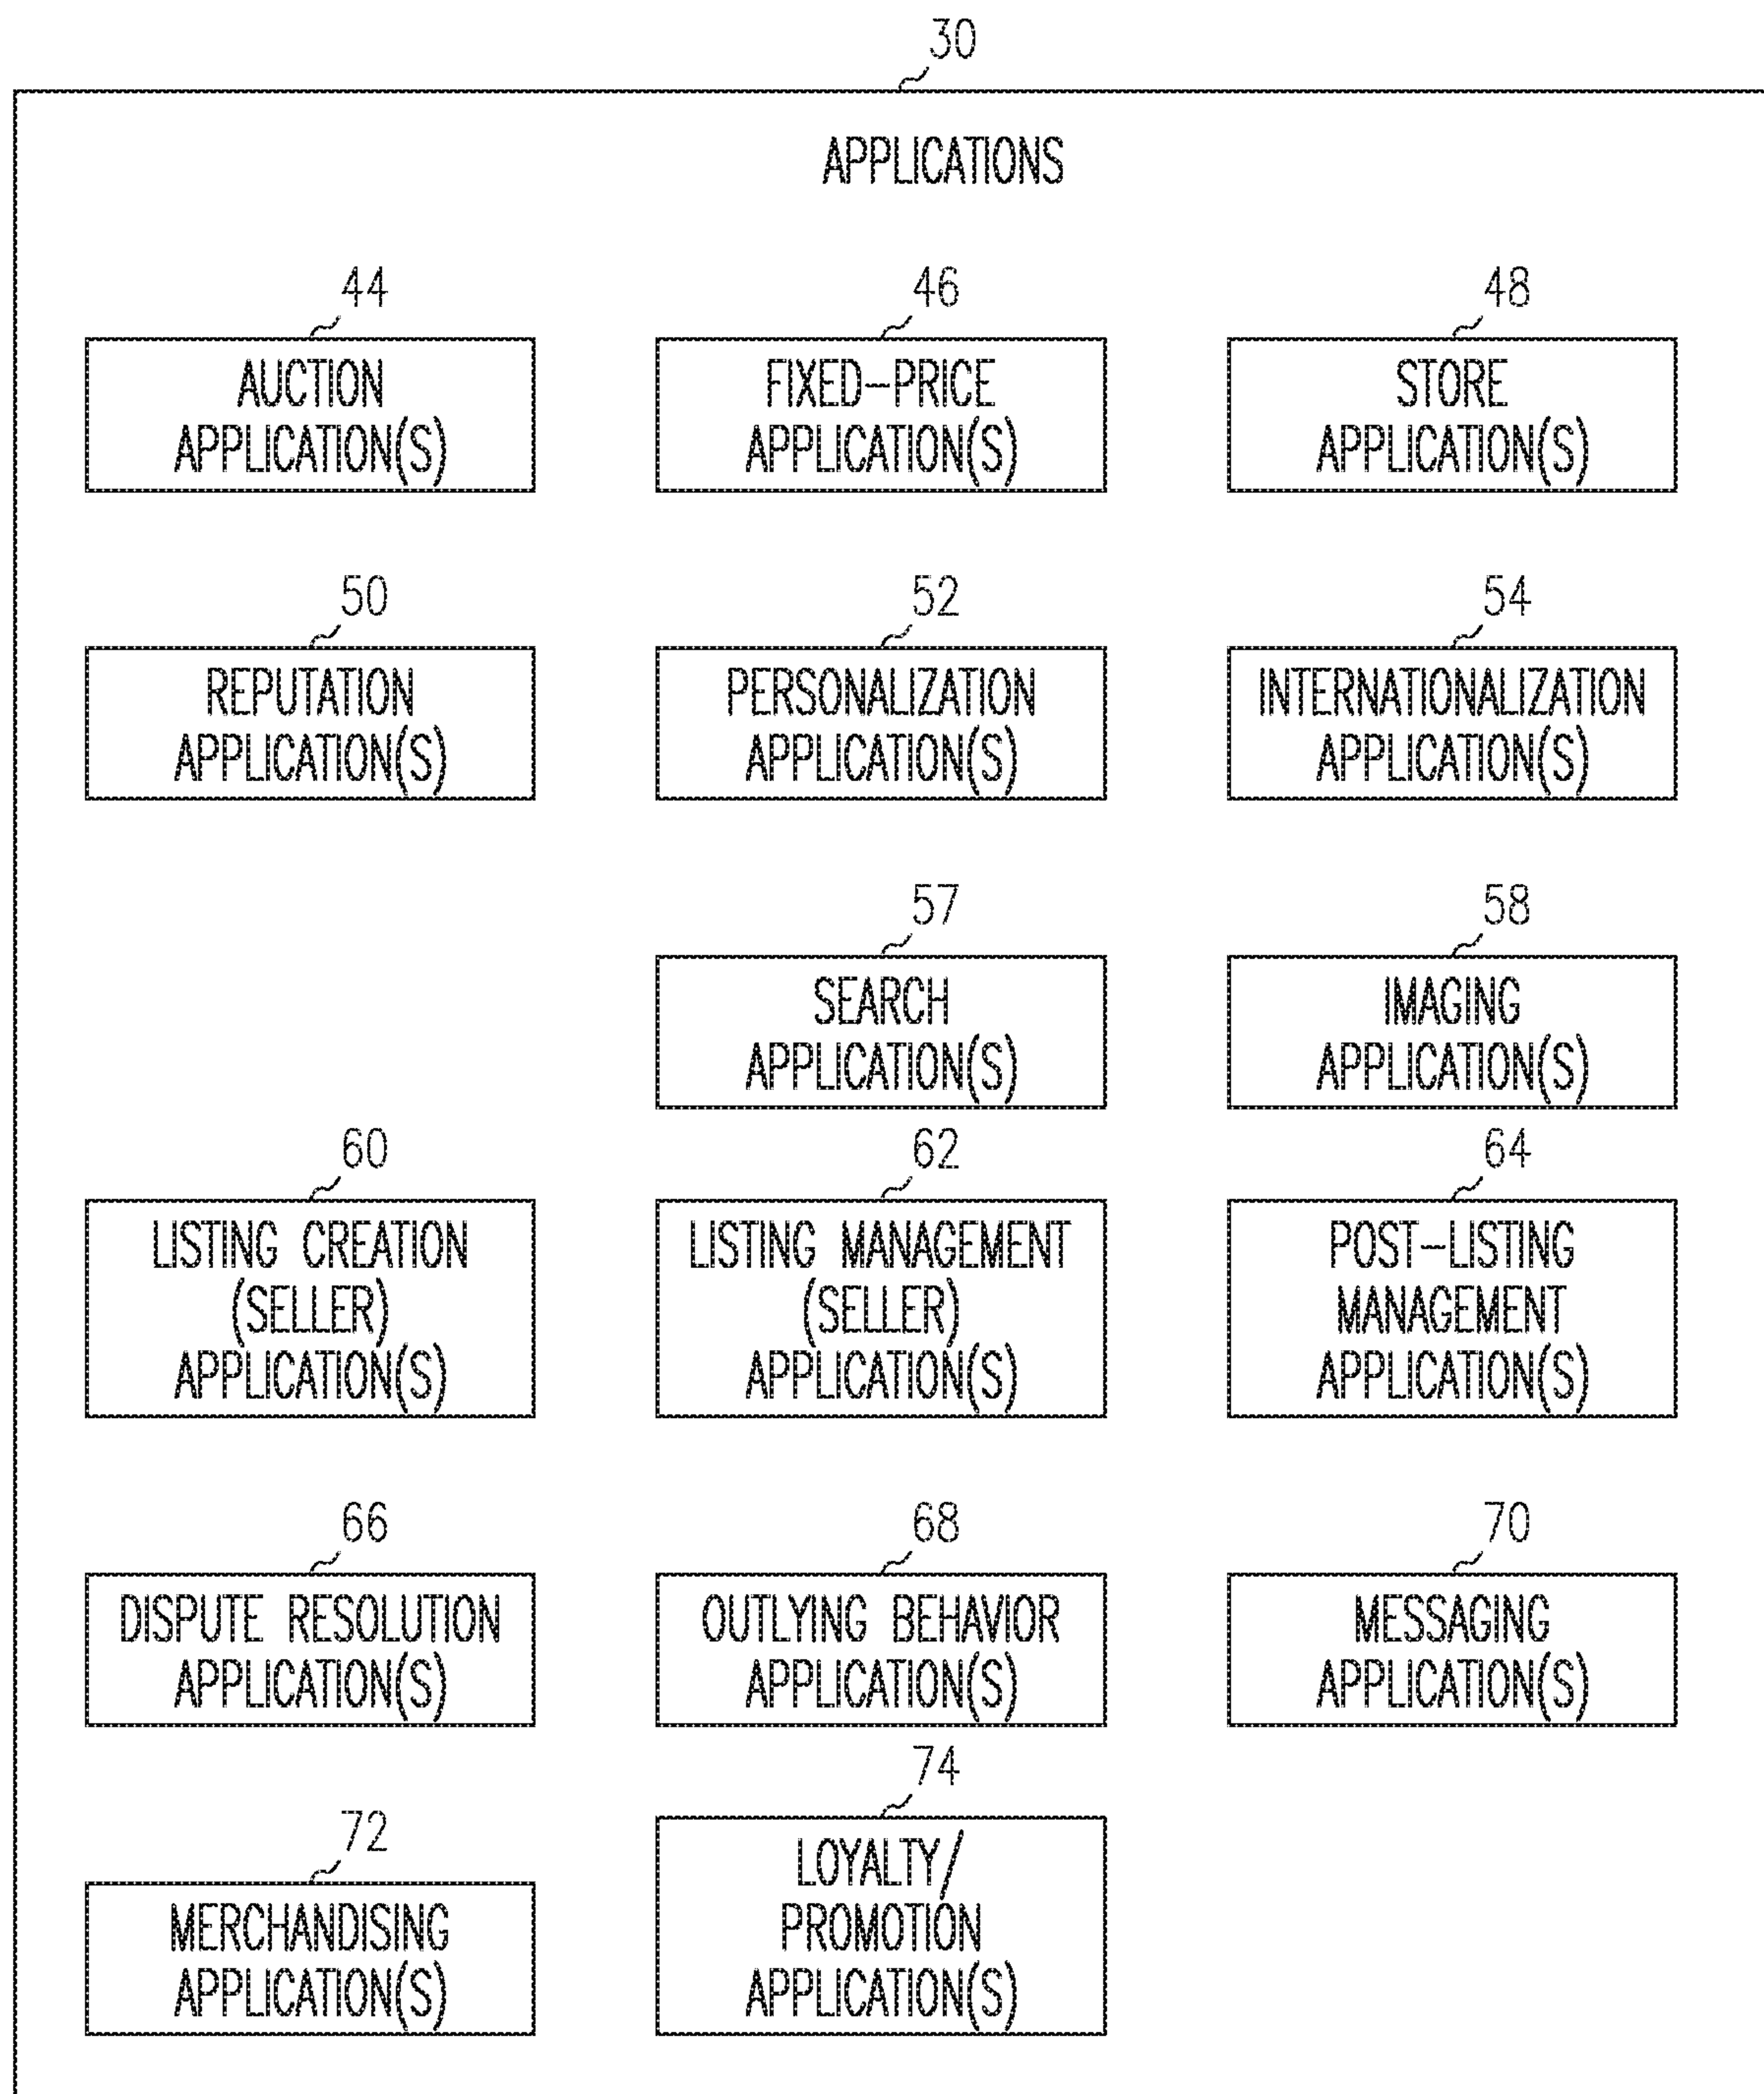 30
APPLICATIONS
44
AUCTION
APPLICATION(S)
46
FIXED-PRICE
APPLICATION(S)
48
STORE
APPLICATION(S)
50
REPUTATION
APPLICATION(S)
52
PERSONALIZATION
APPLICATION(S)
54
INTERNATIONALIZATION
APPLICATION(S)
57
SEARCH
APPLICATION(S)
58
IMAGING
APPLICATION(S)
60
LISTING CREATION
(SELLER)
APPLICATION(S)
62
LISTING MANAGEMENT
(SELLER)
APPLICATION(S)
64
POST-LISTING
MANAGEMENT
APPLICATION(S)
66
DISPUTE RESOLUTION
APPLICATION(S)
68
OUTLYING BEHAVIOR
APPLICATION(S)
70
MESSAGING
APPLICATION(S)
72
MERCHANDISING
APPLICATION(S)
74
LOYALTY/
PROMOTION
APPLICATION(S)